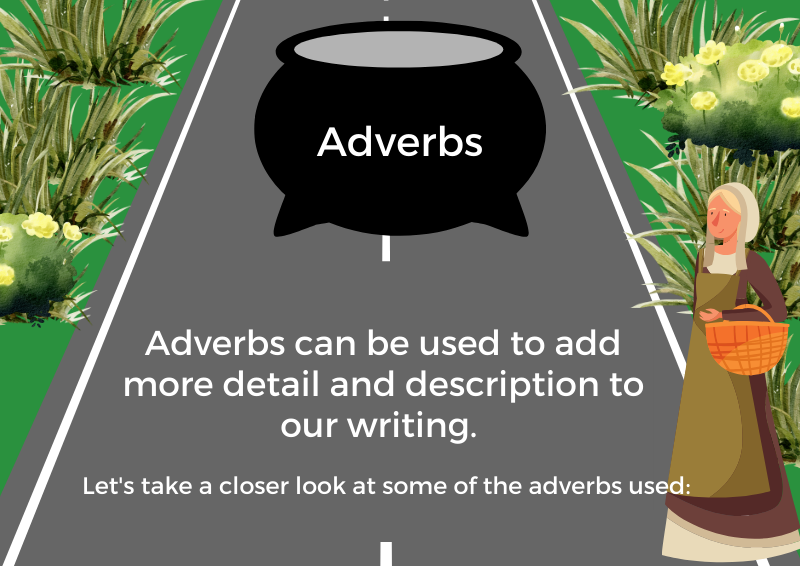 Adverbs
Adverbs can be used to add
more detail and description to
our writing.
Let's take a closer look at some of the adverbs used: